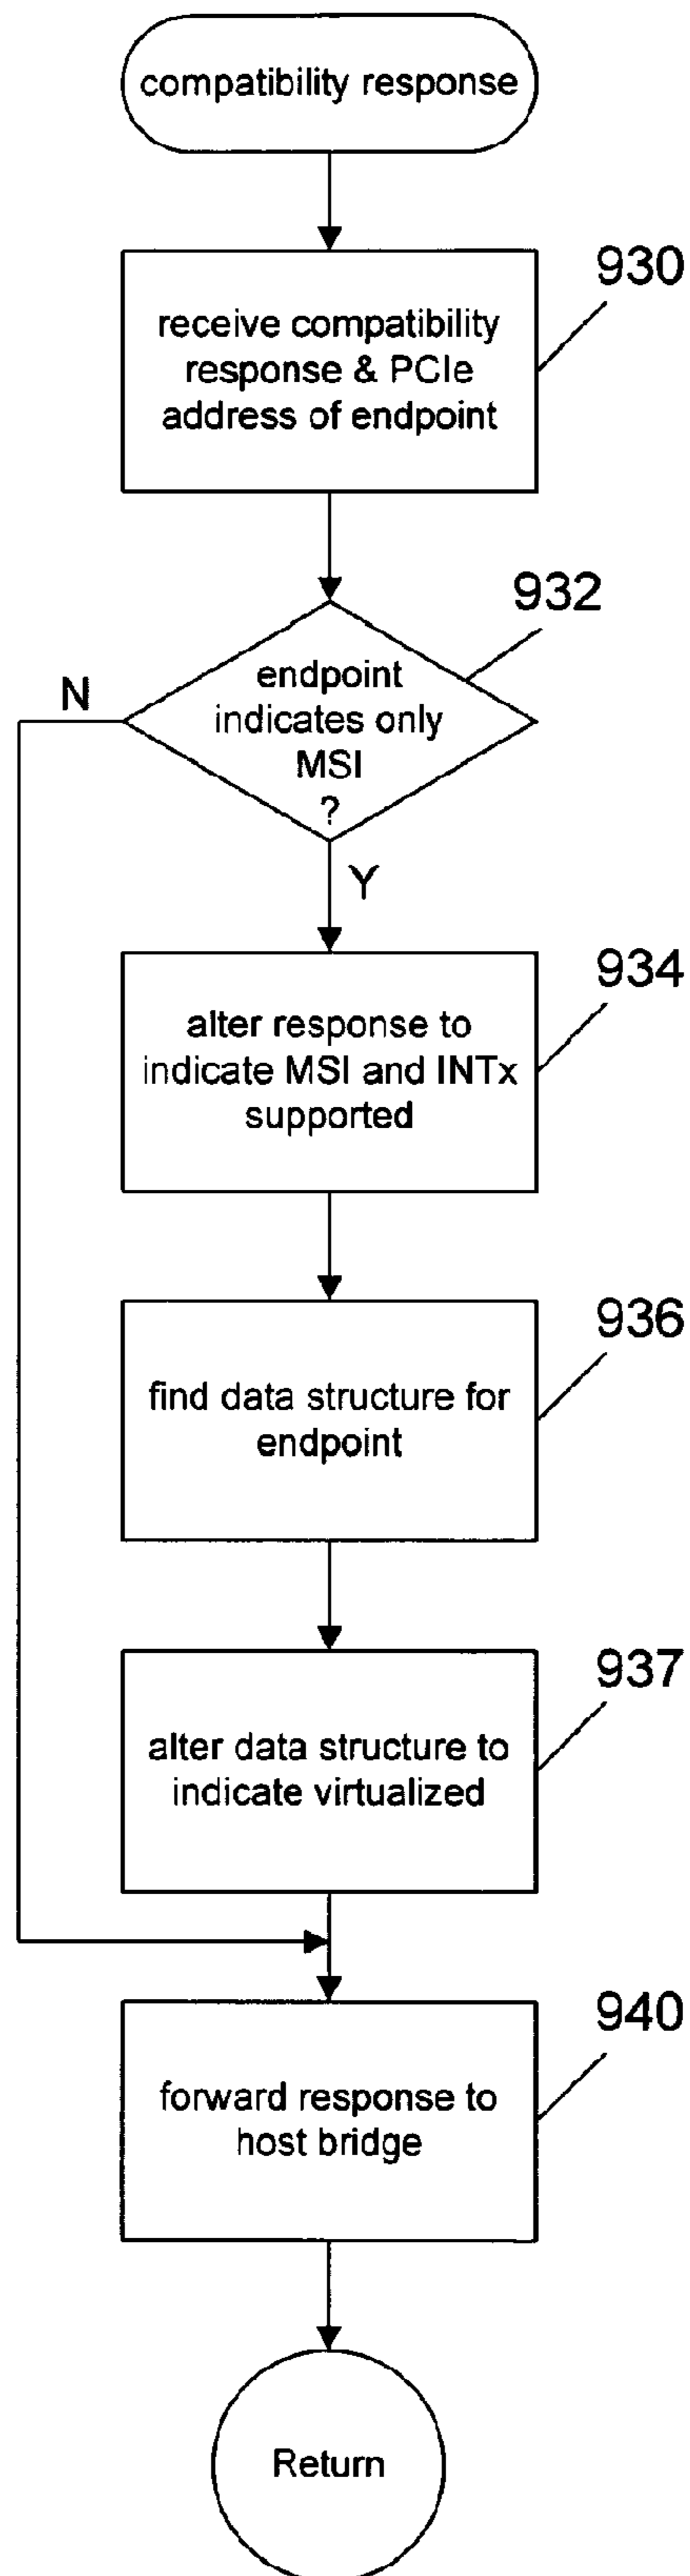 compatibility response
930
receive compatibility
response & PCIe
address of endpoint
932
endpoint
indicates only
MSI
?
N
Y
934
alter response to
indicate MSI and INTx
supported
936
find data structure for
endpoint
937
alter data structure to
indicate virtualized
940
forward response to
host bridge
Return